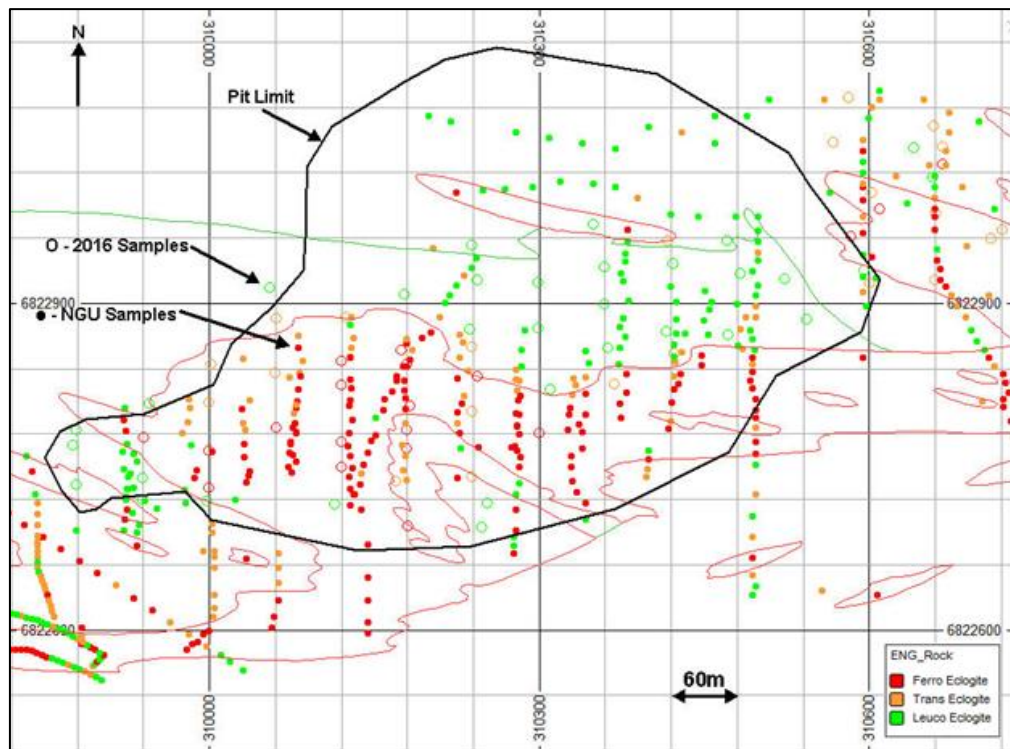 N
310000
310300
310600
Pit Limit
O - 2016 Samples
6822900
6822900
● - NGU Samples
6822600
ENG_Rock
Ferro Eclogite
Trans Eclogite
Leuco Eclogite
60m
310000
310300
310600